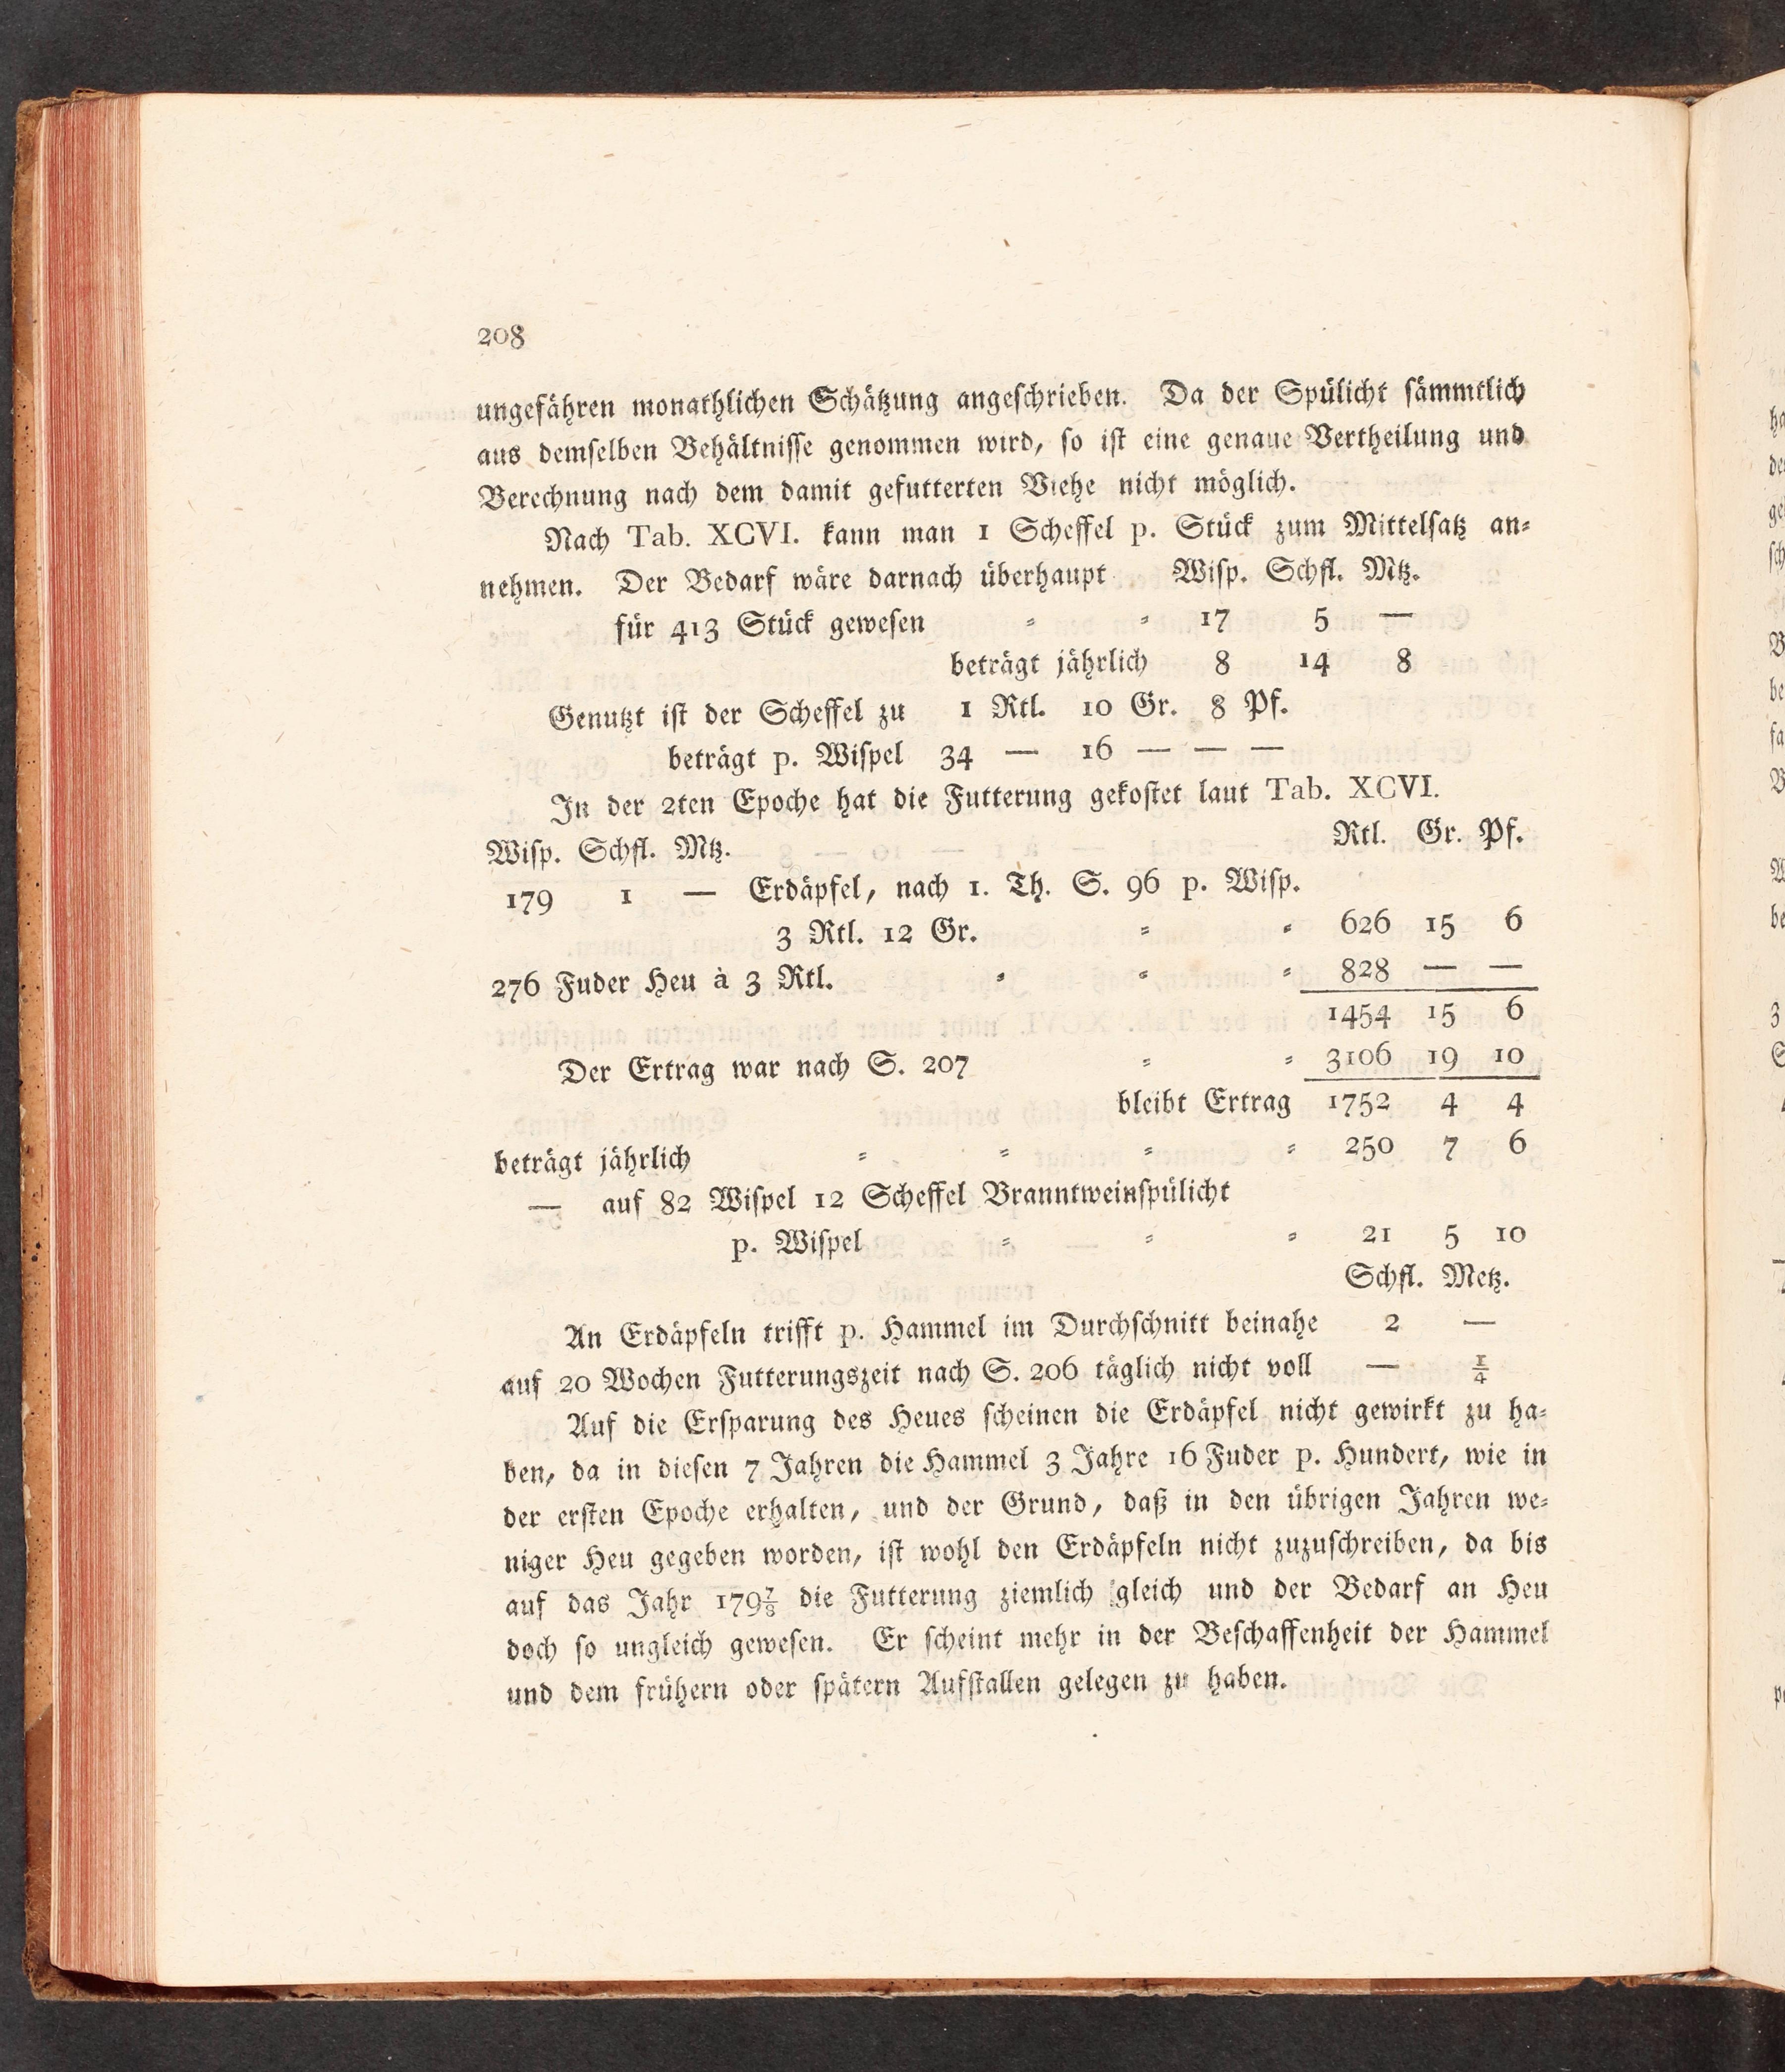 208
ungefähren monathlichen Schätzung angeschrieben. Da der Spülicht sämmtlich
aus demselben Behältnisse genommen wird, so ist eine genaue Vertheilung und
Berechnung nach dem damit gefutterten Viehe nicht möglich.
Nach Tab. XCVI. kann man 1 Scheffel p. Stück zum Mittelsatz an-
nehmen. Der Bedarf wäre darnach überhaupt Wisp. Schfl. Mtz.
für 413 Stück gewesen = = 17 5 —
beträgt jährlich 8 14 8
Genutzt ist der Scheffel zu 1 Rtl. 10 Gr. 8 Pf.
beträgt p. Wispel 34 — 16 — — —
In der 2ten Epoche hat die Futterung gekostet laut Tab. XCVI.
Wisp. Schfl. Mtz. Rtl. Gr. Pf.
179 1 — Erdäpfel, nach 1. Th. S. 96 p. Wisp.
3 Rtl. 12 Gr. = = 626 15 6
276 Fuder Heu à 3 Rtl. = = = 828 — —
1454 15 6
Der Ertrag war nach S. 207 = = 3106 19 10
bleibt Ertrag 1752 4 4
beträgt jährlich = = = = 250 7 6
— auf 82 Wispel 12 Scheffel Branntweinspülicht
p. Wispel = = = 21 5 10
Schfl. Metz.
An Erdäpfeln trifft p. Hammel im Durchschnitt beinahe 2 —
auf 20 Wochen Futterungszeit nach S. 206 täglich nicht voll — 1/4
Auf die Ersparung des Heues scheinen die Erdäpfel nicht gewirkt zu ha-
ben, da in diesen 7 Jahren die Hammel 3 Jahre 16 Fuder p. Hundert, wie in
der ersten Epoche erhalten, und der Grund, daß in den übrigen Jahren we-
niger Heu gegeben worden, ist wohl den Erdäpfeln nicht zuzuschreiben, da bis
auf das Jahr 179 7/8 die Futterung ziemlich gleich und der Bedarf an Heu
doch so ungleich gewesen. Er scheint mehr in der Beschaffenheit der Hammel
und dem frühern oder spätern Aufstallen gelegen zu haben.